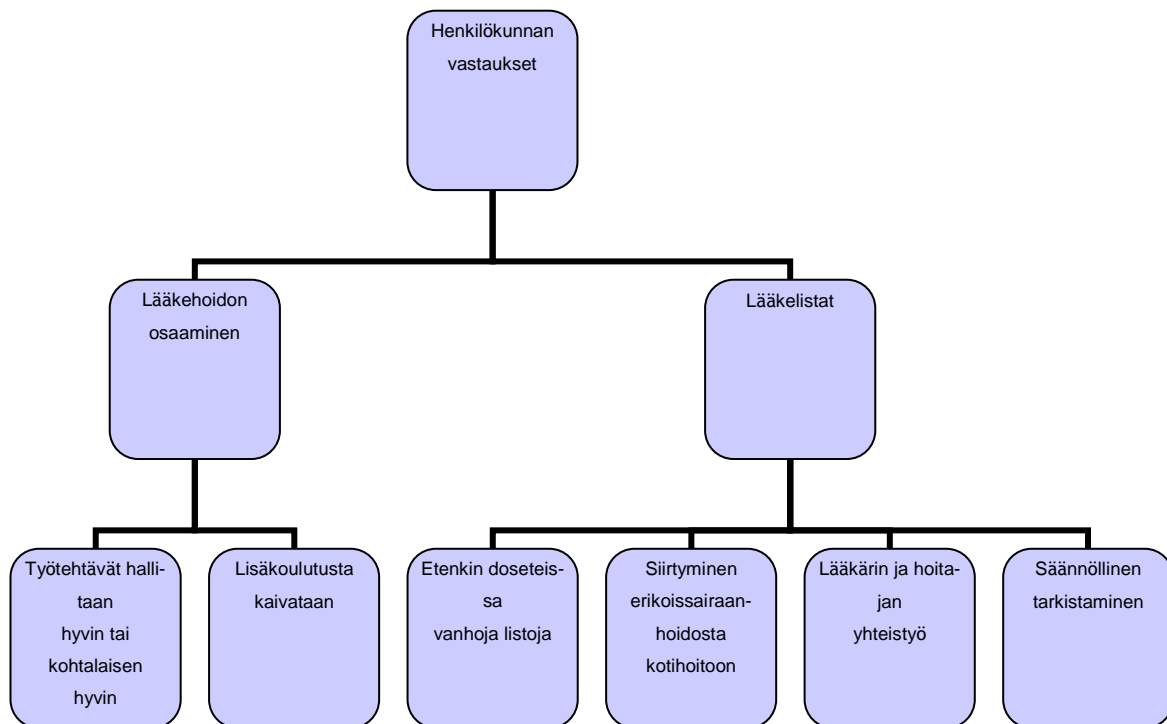 Henkilökunnan
vastaukset
Lääkehoidon
osaaminen
Lääkelistat
Työtehtävät halli-
taan
hyvin tai
kohtalaisen
hyvin
Lisäkoulutusta
kaivataan
Etenkin doseteis-
sa
vanhoja listoja
Siirtyminen
erikoissairaan-
hoidosta
kotihoitoon
Lääkärin ja hoita-
jan
yhteistyö
Säännöllinen
tarkistaminen